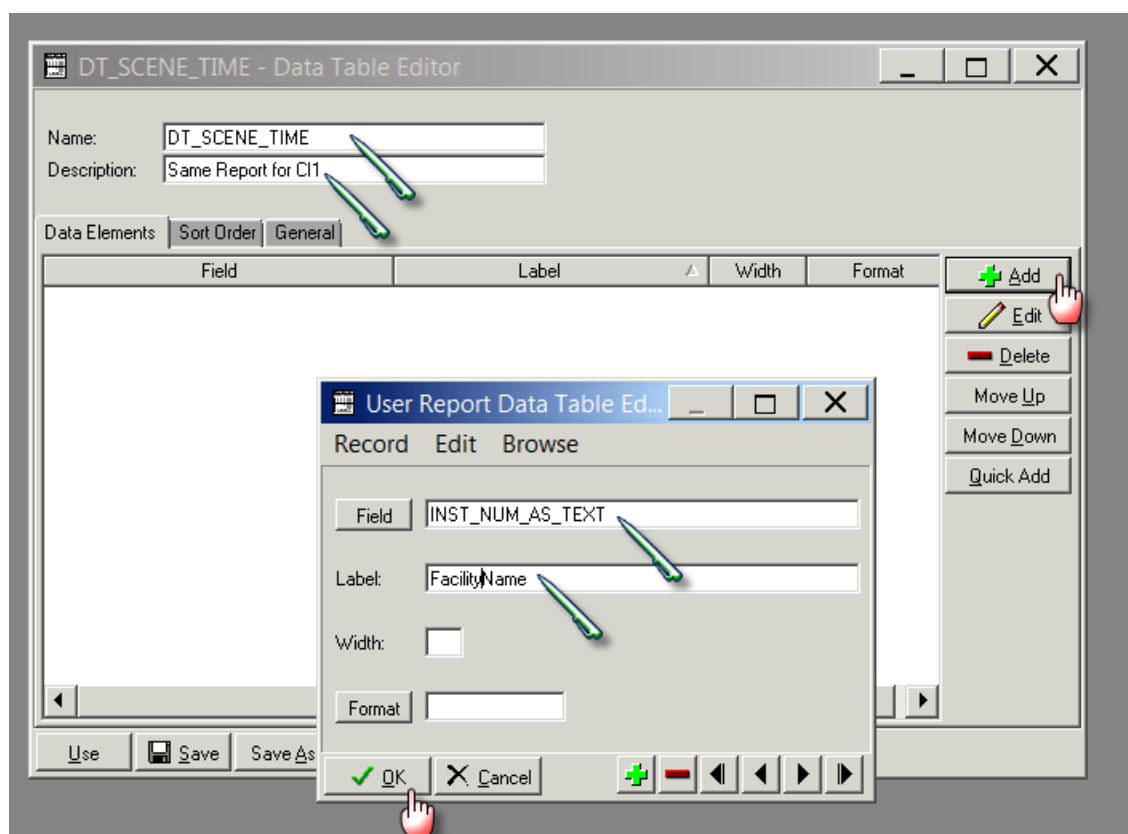 DT_SCENE_TIME - Data Table Editor
Name: DT_SCENE_TIME
Description: Same Report for CI1
Data Elements Sort Order General
Field Label Width Format
Add
Edit
Delete
Move Up
Move Down
Quick Add
User Report Data Table Ed...
Record Edit Browse
Field INST_NUM_AS_TEXT
Label: FacilityName
Width:
Format
OK Cancel
Use Save Save As